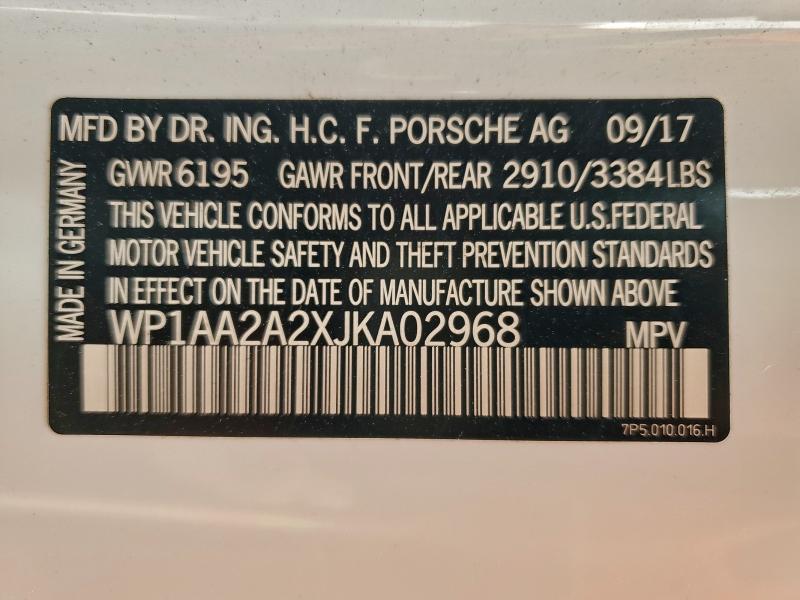 MFD BY DR. ING. H.C. F. PORSCHE AG 09/17
GVWR 6195 GAWR FRONT/REAR 2910/3384LBS
THIS VEHICLE CONFORMS TO ALL APPLICABLE U.S.FEDERAL
MOTOR VEHICLE SAFETY AND THEFT PREVENTION STANDARDS
IN EFFECT ON THE DATE OF MANUFACTURE SHOWN ABOVE
WP1AA2A2XJKA02968 MPV
MADE IN GERMANY
7P5.010.016.H